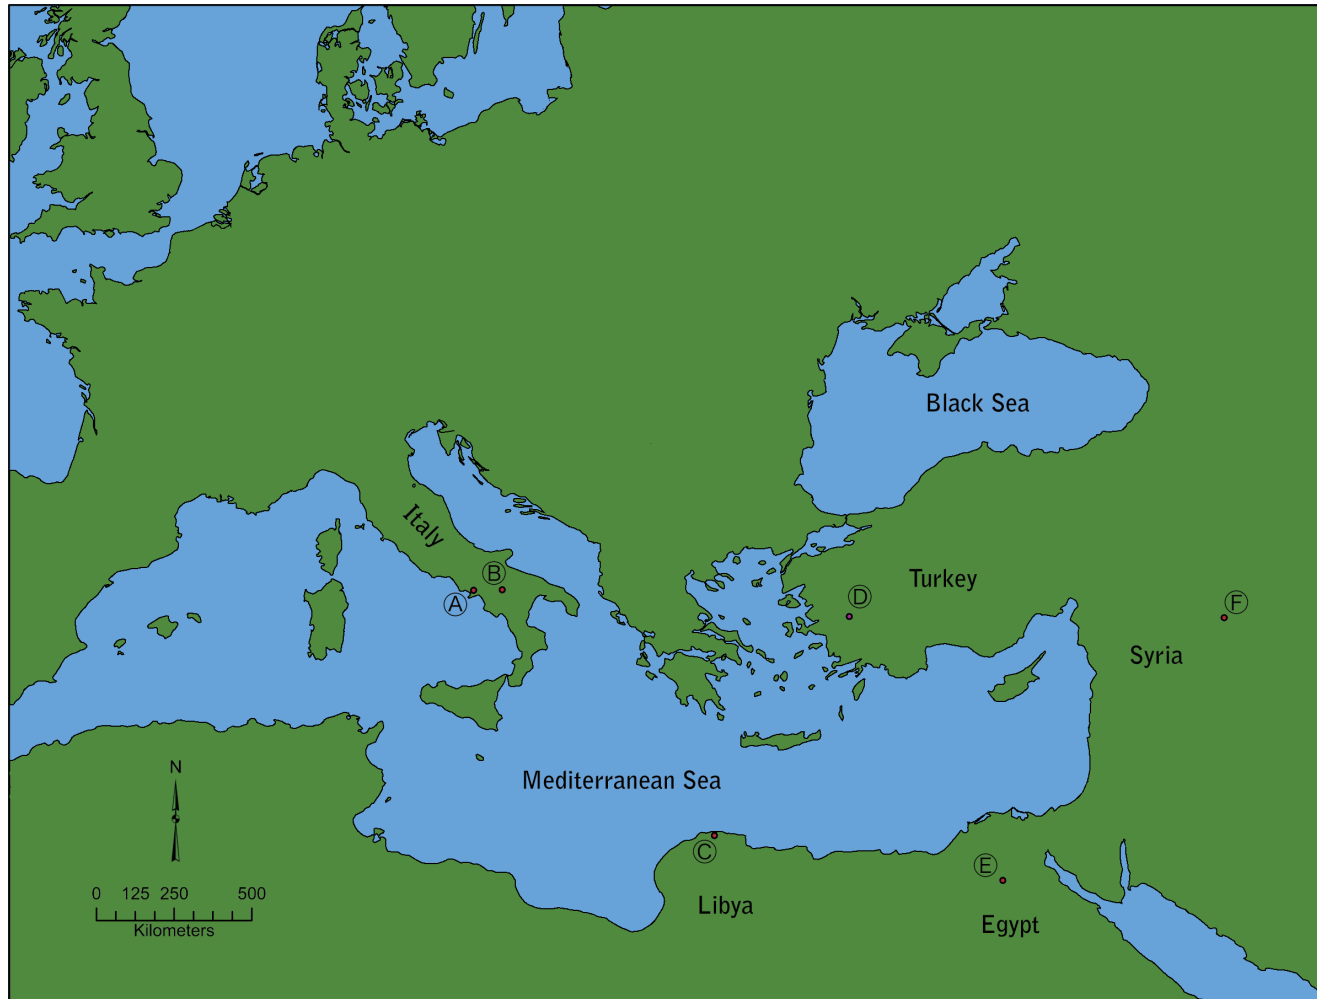 Black Sea
Italy
B
A
Turkey
D
F
Syria
Mediterranean Sea
N
C
E
0 125 250 500
Kilometers
Libya
Egypt